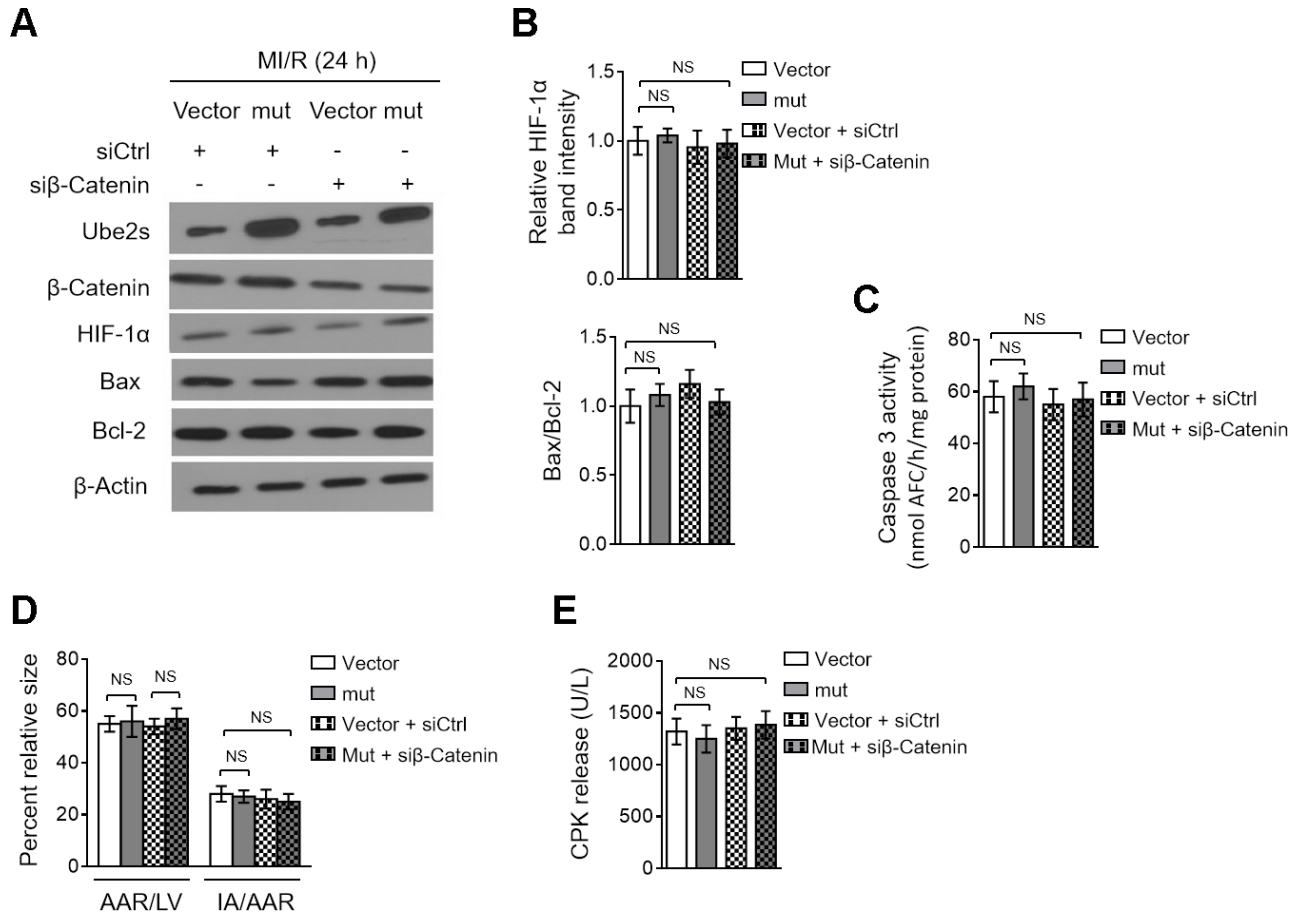 A
MI/R (24 h)
Vector mut Vector mut
siCtrl + + - -
siβ-Catenin - - + +
Ube2s
β-Catenin
HIF-1α
Bax
Bcl-2
β-Actin
B
Relative HIF-1α
band intensity
1.5
1.0
0.5
0.0
NS
NS
Vector
mut
Vector + siCtrl
Mut + siβ-Catenin
Bax/Bcl-2
1.5
1.0
0.5
0.0
NS
NS
C
Caspase 3 activity
(nmol AFC/h/mg protein)
80
60
40
20
0
NS
NS
Vector
mut
Vector + siCtrl
Mut + siβ-Catenin
D
Percent relative size
80
60
40
20
0
NS NS
NS
NS
AAR/LV IA/AAR
Vector
mut
Vector + siCtrl
Mut + siβ-Catenin
E
CPK release (U/L)
2000
1500
1000
500
0
NS
NS
Vector
mut
Vector + siCtrl
Mut + siβ-Catenin